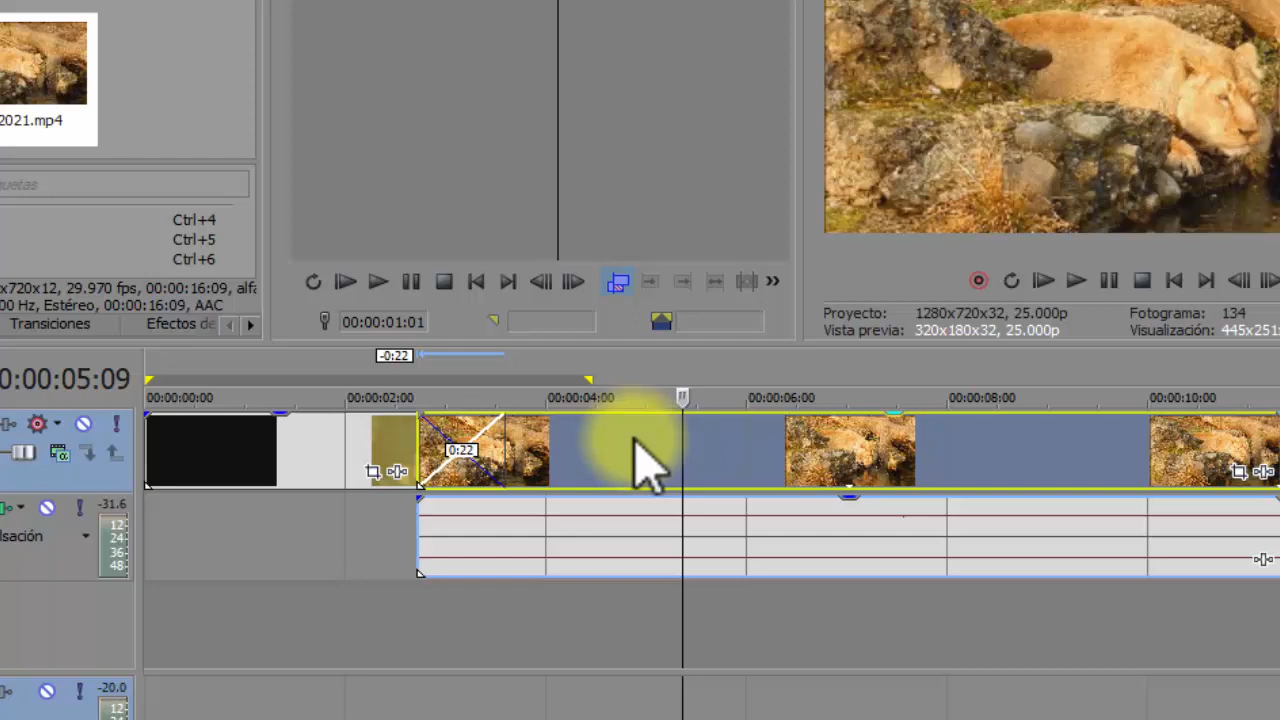 2021.mp4
quetas
Ctrl+4
Ctrl+5
Ctrl+6
x720x12, 29.970 fps, 00:00:16:09, alfa
00 Hz, Estéreo, 00:00:16:09, AAC
Transiciones
Efectos de
00:00:01:01
Proyecto: 1280x720x32, 25.000p
Vista previa: 320x180x32, 25.000p
Fotograma: 134
Visualización: 445x251x
-0:22
0:00:05:09
00:00:00:00
00:00:02:00
00:00:04:00
00:00:06:00
00:00:08:00
00:00:10:00
0:22
-31.6
12
24
36
48
lsación
-20.0
12
24